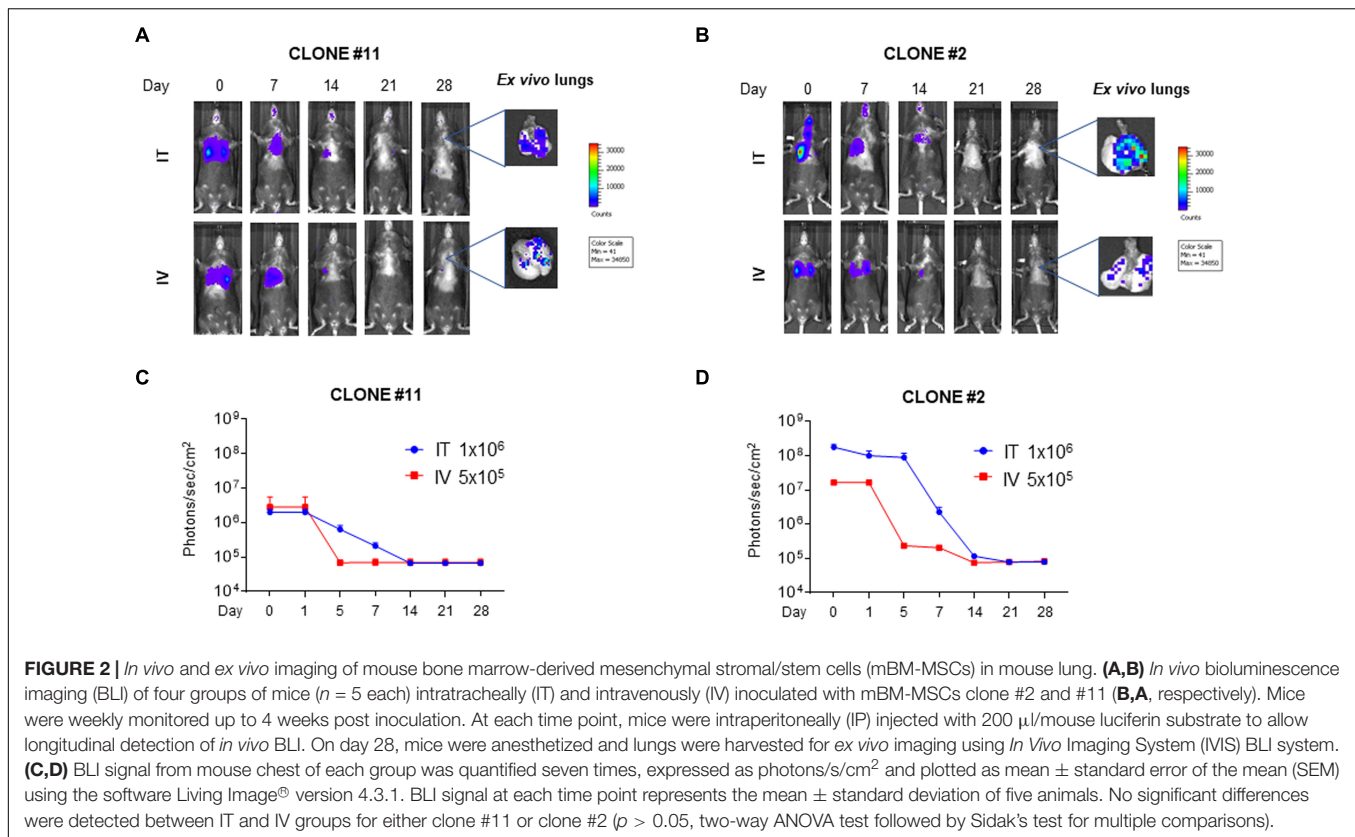 A
CLONE #11
Day 0 7 14 21 28 Ex vivo lungs
IT
IV
30000
20000
10000
Counts
Color Scale
Min = 41
Max = 34850
B
CLONE #2
Day 0 7 14 21 28 Ex vivo lungs
IT
IV
30000
20000
10000
Counts
Color Scale
Min = 41
Max = 34850
C
CLONE #11
Photons/sec/cm²
10⁹
10⁸
10⁷
10⁶
10⁵
10⁴
IT 1x10⁶
IV 5x10⁵
Day 0 1 5 7 14 21 28
D
CLONE #2
Photons/sec/cm²
10⁹
10⁸
10⁷
10⁶
10⁵
10⁴
IT 1x10⁶
IV 5x10⁵
Day 0 1 5 7 14 21 28
FIGURE 2 | In vivo and ex vivo imaging of mouse bone marrow-derived mesenchymal stromal/stem cells (mBM-MSCs) in mouse lung. (A,B) In vivo bioluminescence
imaging (BLI) of four groups of mice (n = 5 each) intratracheally (IT) and intravenously (IV) inoculated with mBM-MSCs clone #2 and #11 (B,A, respectively). Mice
were weekly monitored up to 4 weeks post inoculation. At each time point, mice were intraperitoneally (IP) injected with 200 μl/mouse luciferin substrate to allow
longitudinal detection of in vivo BLI. On day 28, mice were anesthetized and lungs were harvested for ex vivo imaging using In Vivo Imaging System (IVIS) BLI system.
(C,D) BLI signal from mouse chest of each group was quantified seven times, expressed as photons/s/cm² and plotted as mean ± standard error of the mean (SEM)
using the software Living Image® version 4.3.1. BLI signal at each time point represents the mean ± standard deviation of five animals. No significant differences
were detected between IT and IV groups for either clone #11 or clone #2 (p > 0.05, two-way ANOVA test followed by Sidak's test for multiple comparisons).